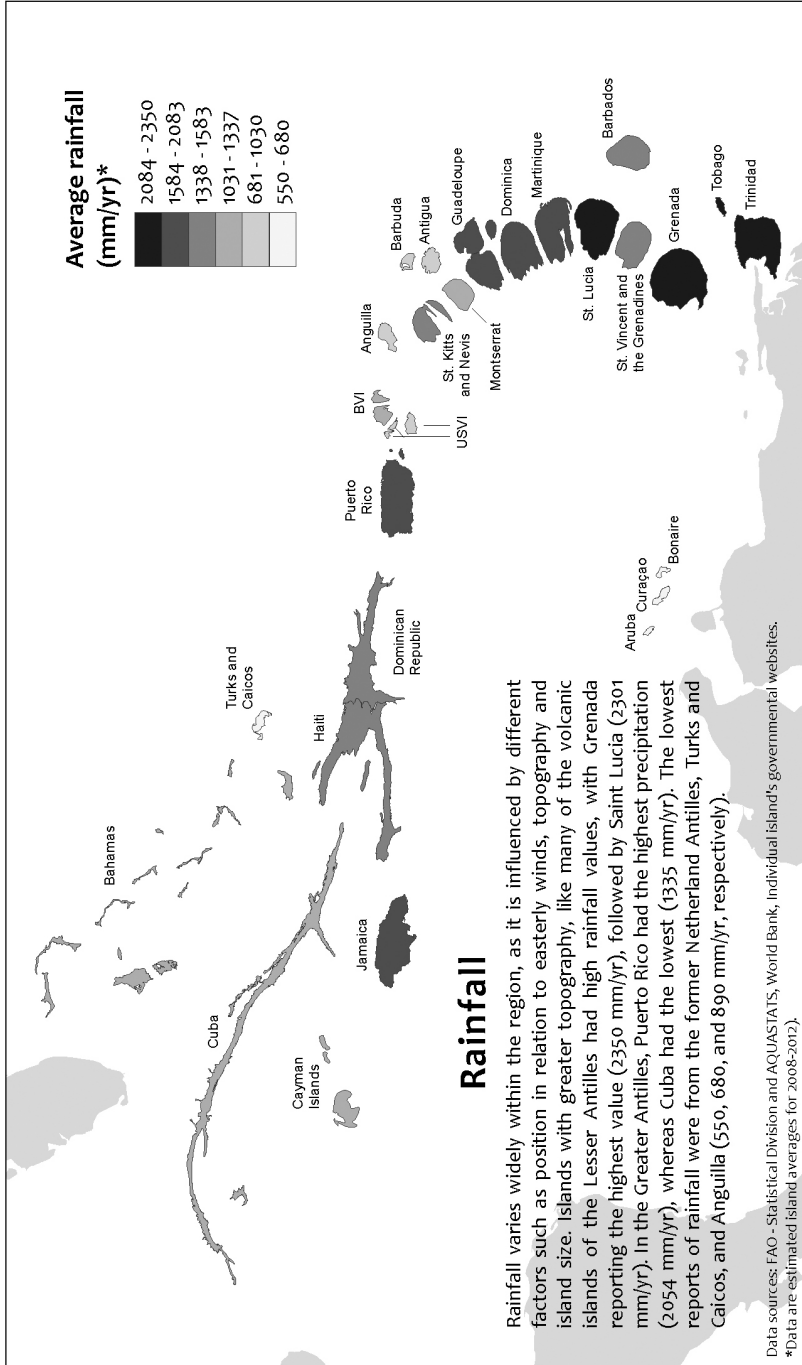 Average rainfall
(mm/yr)*
2084 - 2350
1584 - 2083
1338 - 1583
1031 - 1337
681 - 1030
550 - 680
Bahamas
Cuba
Turks and
Caicos
Cayman
Islands
Jamaica
Haiti
Dominican
Republic
Puerto
Rico
BVI
USVI
Anguilla
Barbuda
Antigua
St. Kitts
and Nevis
Montserrat
Guadeloupe
Dominica
Martinique
St. Lucia
Barbados
St. Vincent and
the Grenadines
Grenada
Tobago
Trinidad
Aruba
Curaçao
Bonaire
Rainfall
Rainfall varies widely within the region, as it is influenced by different
factors such as position in relation to easterly winds, topography and
island size. Islands with greater topography, like many of the volcanic
islands of the Lesser Antilles had high rainfall values, with Grenada
reporting the highest value (2350 mm/yr), followed by Saint Lucia (2301
mm/yr). In the Greater Antilles, Puerto Rico had the highest precipitation
(2054 mm/yr), whereas Cuba had the lowest (1335 mm/yr). The lowest
reports of rainfall were from the former Netherland Antilles, Turks and
Caicos, and Anguilla (550, 680, and 890 mm/yr, respectively).
Data sources: FAO - Statistical Division and AQUASTATS, World Bank, Individual island's governmental websites.
*Data are estimated island averages for 2008-2012).